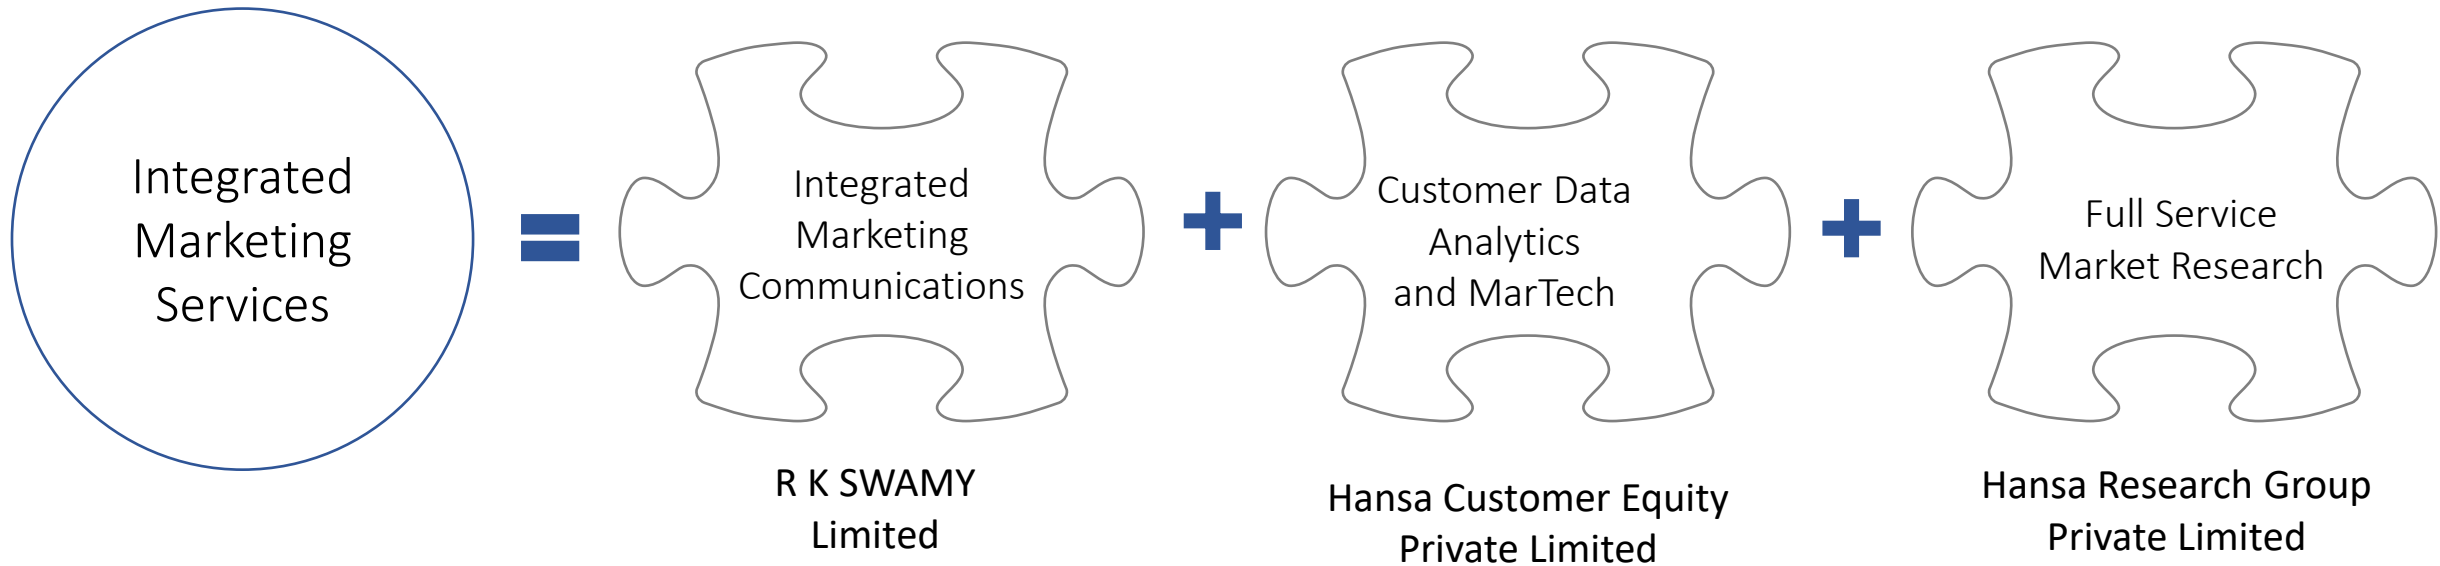 Integrated
Marketing
Services
=
Integrated
Marketing
Communications
+
Customer Data
Analytics
and MarTech
+
Full Service
Market Research
R K SWAMY
Limited
Hansa Customer Equity
Private Limited
Hansa Research Group
Private Limited